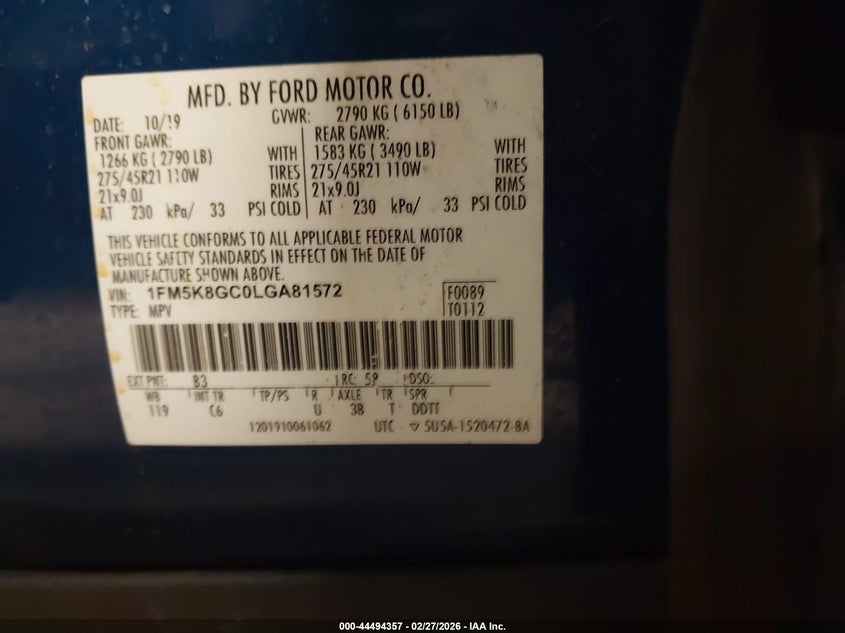 MFD. BY FORD MOTOR CO.
DATE: 10/19 GVWR: 2790 KG ( 6150 LB)
FRONT GAWR: REAR GAWR:
1266 KG ( 2790 LB) WITH 1583 KG ( 3490 LB) WITH
275/45R21 110W TIRES 275/45R21 110W TIRES
21x9.0J RIMS 21x9.0J RIMS
AT 230 kPa/ 33 PSI COLD AT 230 kPa/ 33 PSI COLD
THIS VEHICLE CONFORMS TO ALL APPLICABLE FEDERAL MOTOR
VEHICLE SAFETY STANDARDS IN EFFECT ON THE DATE OF
MANUFACTURE SHOWN ABOVE.
VIN: 1FM5K8GC0LGA81572 F0089
TYPE: MPV T0112
EXT PNT: B3 RC: 59 DSO:
WB INT TR TP/PS R AXLE TR SPR
119 C6 U 3B T DDTT
1201910061062 UTC ▽ 5U5A-1520472-BA
000-44494357 - 02/27/2026 - IAA Inc.